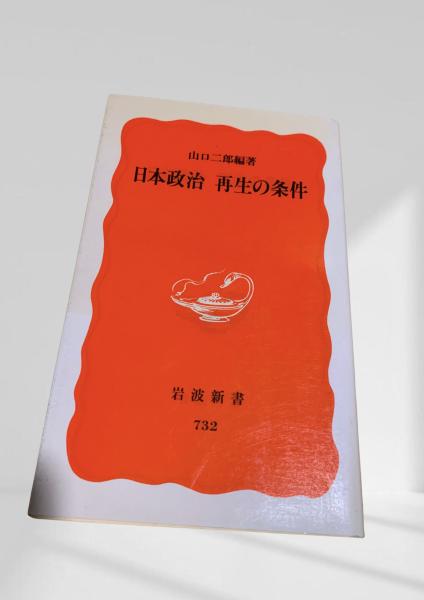 山口二郎編著
日本政治 再生の条件
岩波新書
732